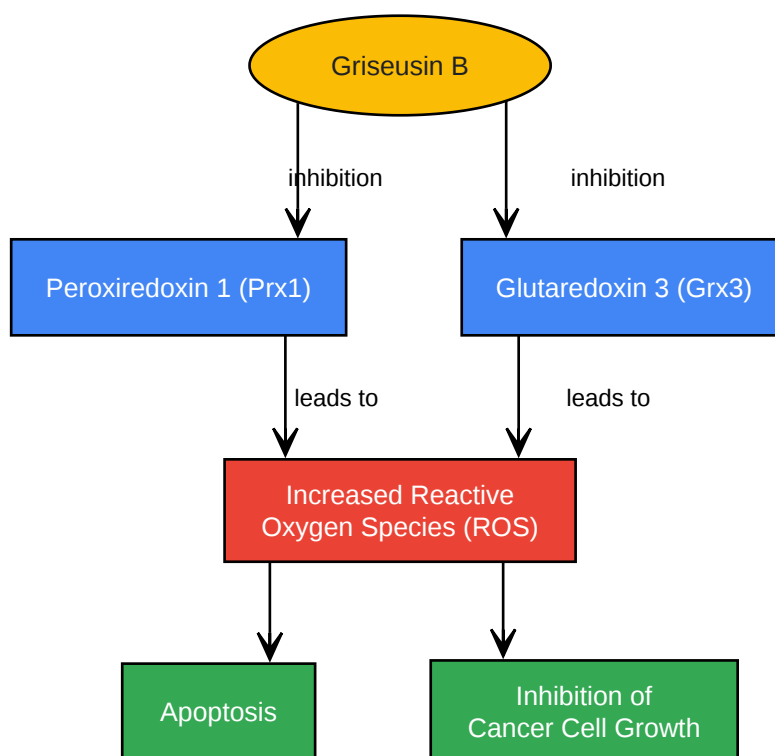 Griseusin B
inhibition
inhibition
Peroxiredoxin 1 (Prx1)
Glutaredoxin 3 (Grx3)
leads to
leads to
Increased Reactive
Oxygen Species (ROS)
Apoptosis
Inhibition of
Cancer Cell Growth